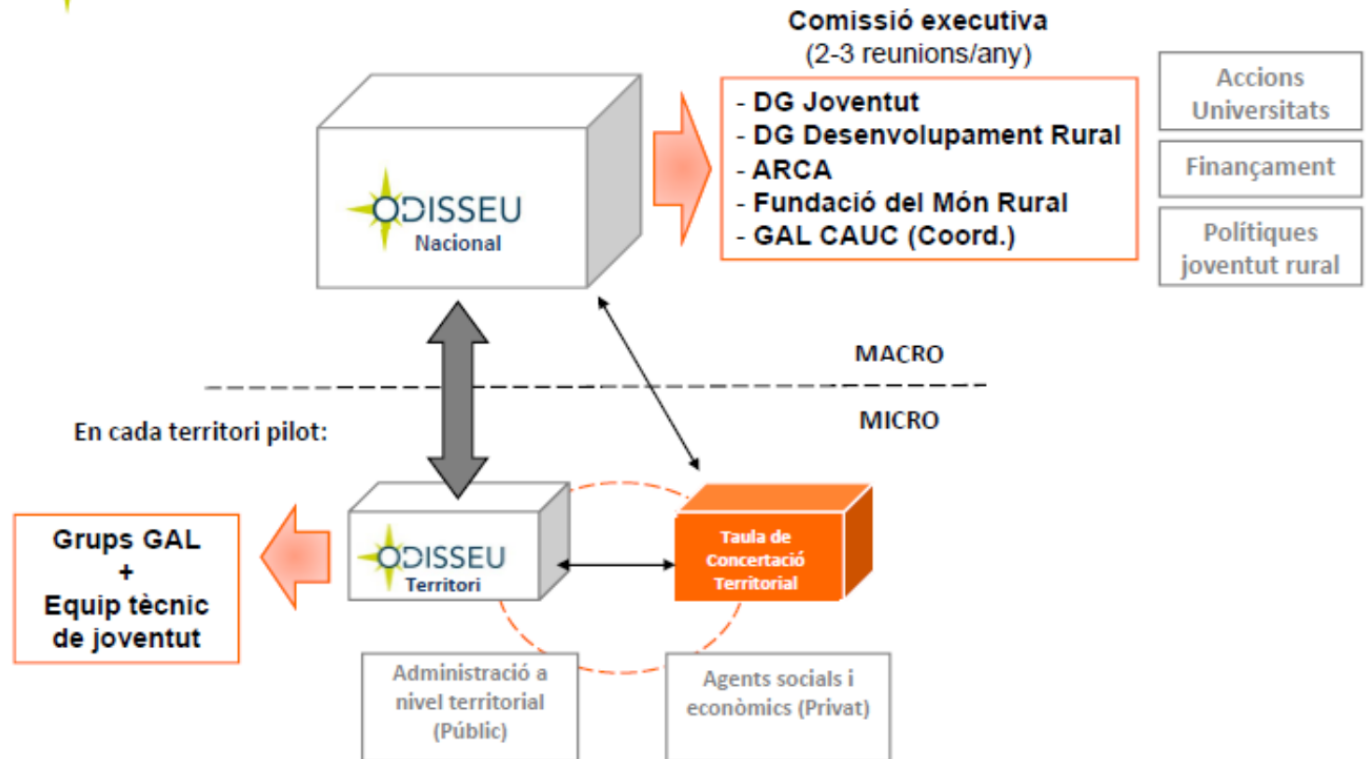 Comissió executiva
(2-3 reunions/any)
- DG Joventut
- DG Desenvolupament Rural
- ARCA
- Fundació del Món Rural
- GAL CAUC (Coord.)
Accions
Universitats
Finançament
Polítiques
joventut rural
ODISSEU
Nacional
MACRO
MICRO
En cada territori pilot:
Grups GAL
+
Equip tècnic
de joventut
ODISSEU
Territori
Taula de
Concertació
Territorial
Administració a
nivel territorial
(Públic)
Agents socials i
econòmics (Privat)